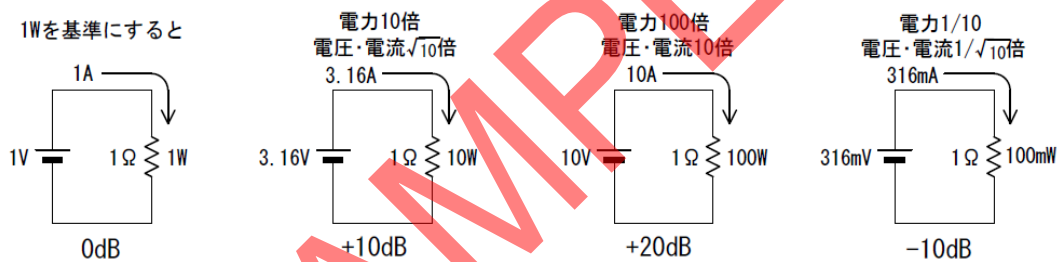 1Wを基準にすると
1A
1V
1Ω
1W
0dB
電力10倍
電圧・電流√10倍
3.16A
3.16V
1Ω
10W
+10dB
電力100倍
電圧・電流10倍
10A
10V
1Ω
100W
+20dB
電力1/10
電圧・電流1/√10倍
316mA
316mV
1Ω
100mW
-10dB